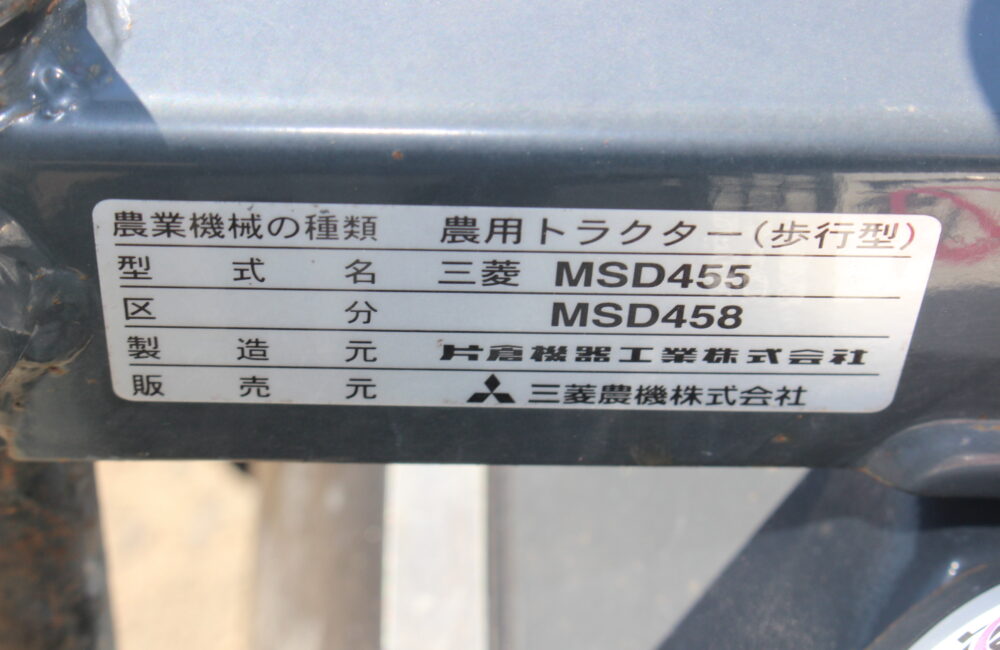 農業機械の種類 農用トラクター(歩行型)
型式名 三菱 MSD455
区分 MSD458
製造元 片倉機器工業株式会社
販売元 三菱農機株式会社